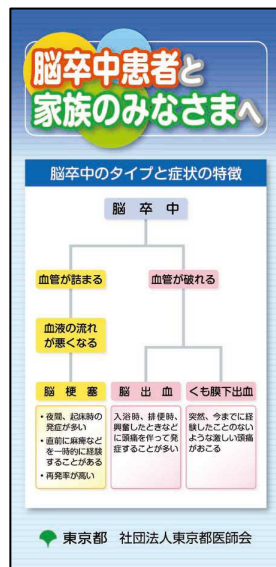 脳卒中患者と
家族のみなさまへ
脳卒中のタイプと症状の特徴
脳卒中
血管が詰まる
血管が破れる
血液の流れ
が悪くなる
脳梗塞
脳出血
くも膜下出血
・夜間、起床時の
発症が多い
・直前に麻痺など
を一時的に経験
することがある
・再発率が高い
入浴時、排便時、
興奮したときなど
に頭痛を伴って発
症することが多い
突然、今までに経
験したことのない
ような激しい頭痛
がおこる
東京都 社団法人東京都医師会